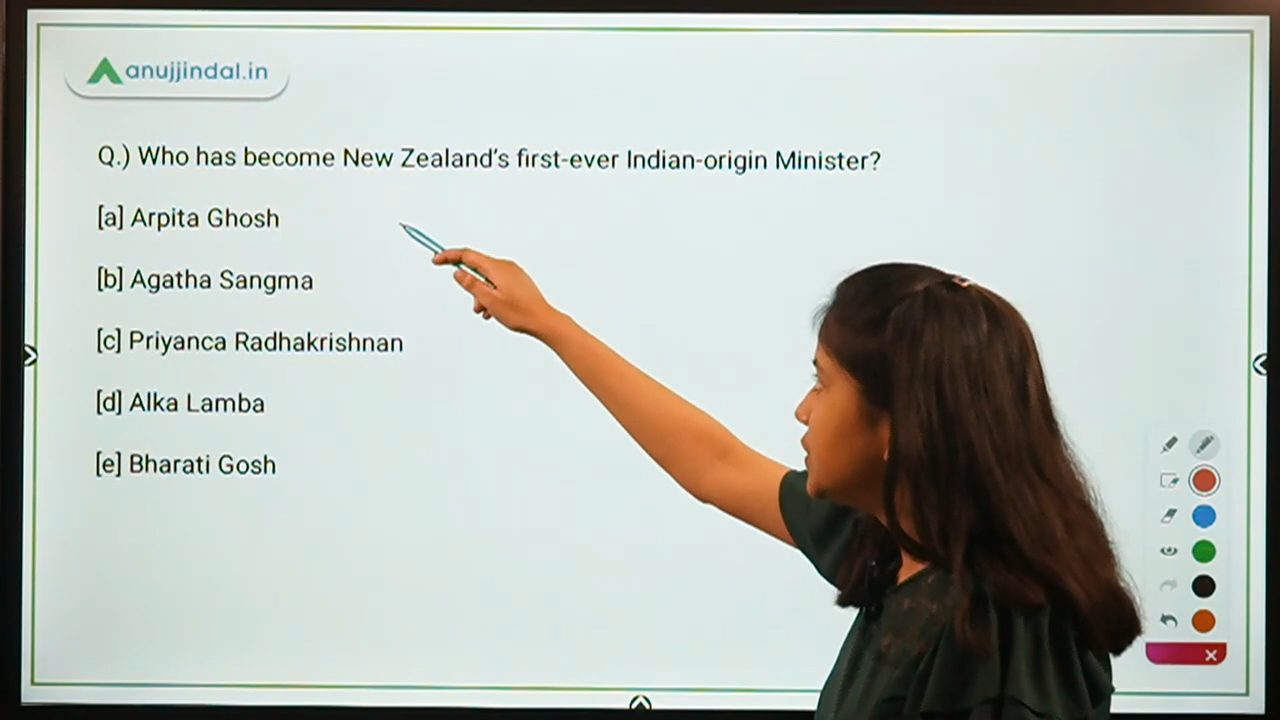 anujjindal.in
Q.) Who has become New Zealand's first-ever Indian-origin Minister?
[a] Arpita Ghosh
[b] Agatha Sangma
[c] Priyanca Radhakrishnan
[d] Alka Lamba
[e] Bharati Gosh